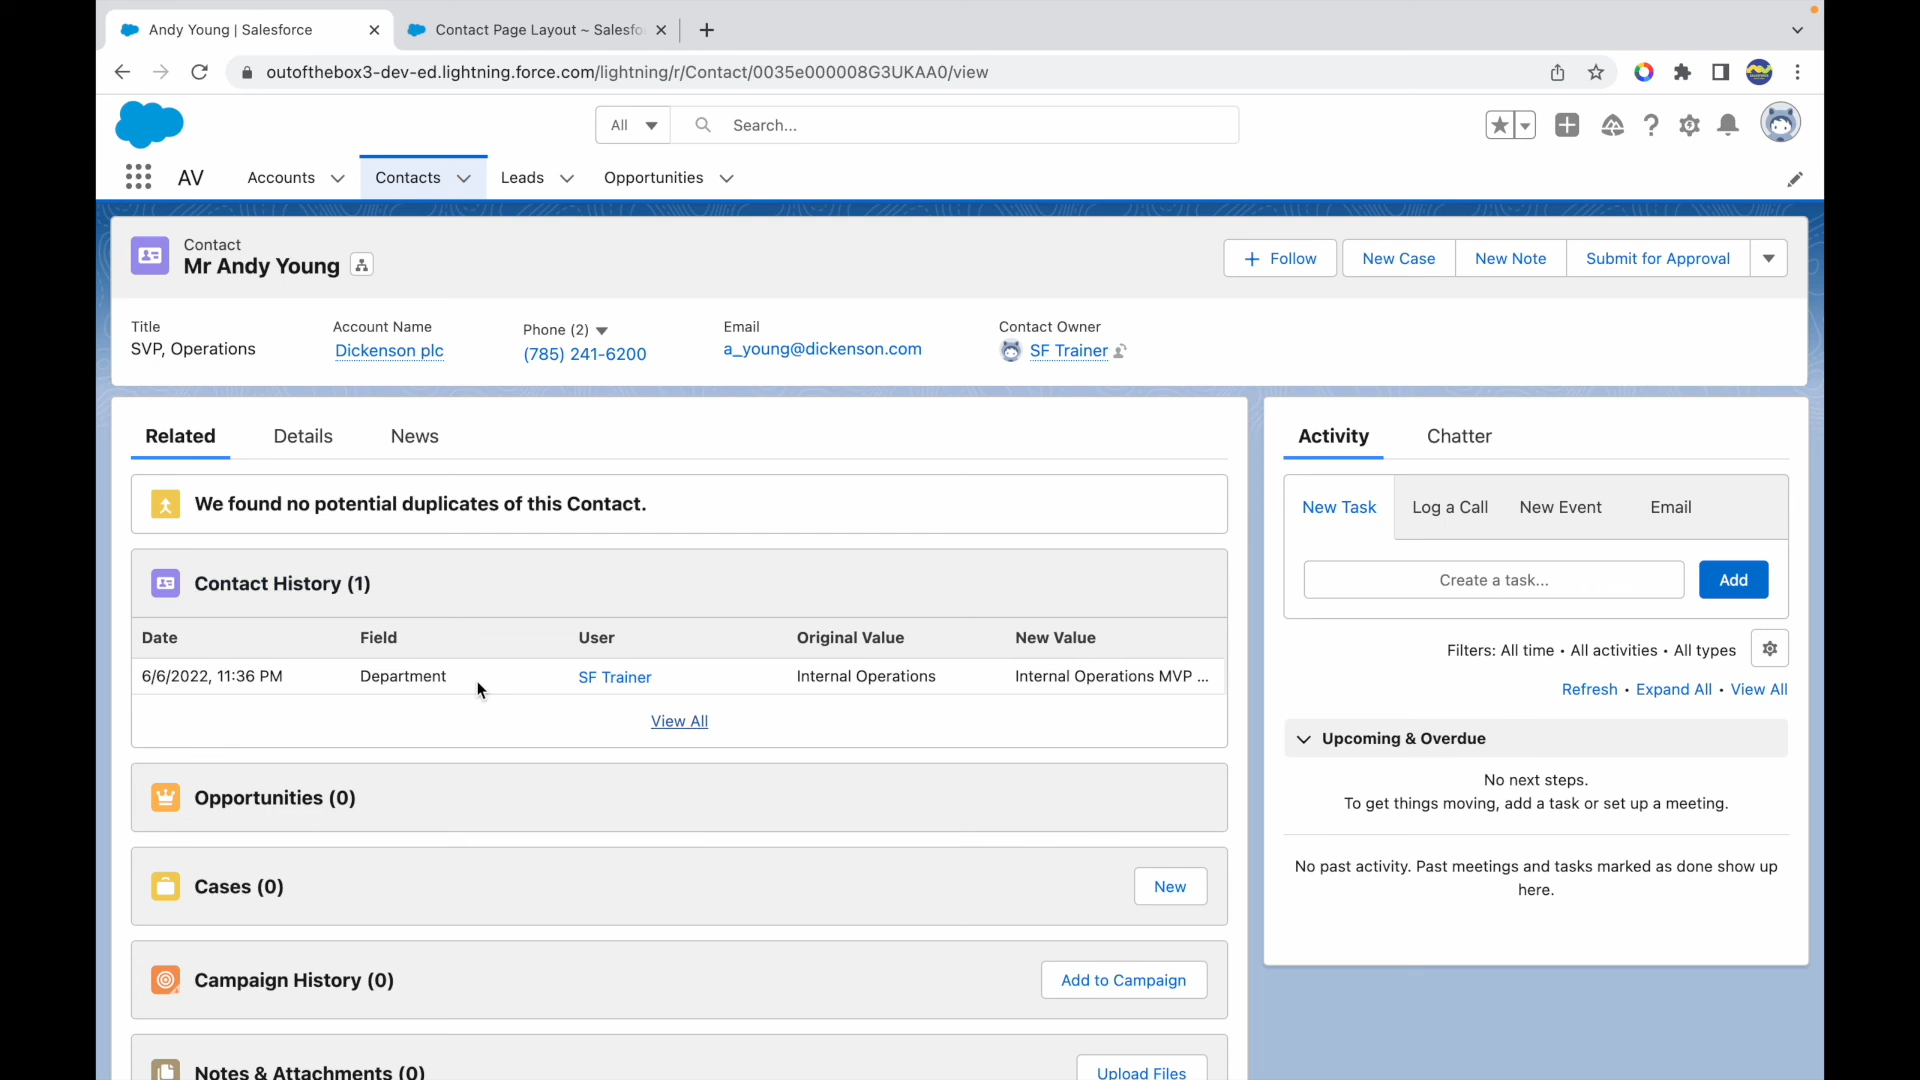 Andy Young | Salesforce
Contact Page Layout ~ Salesfo
outofthebox3-dev-ed.lightning.force.com/lightning/r/Contact/0035e000008G3UKAA0/view
All
Search...
AV
Accounts
Contacts
Leads
Opportunities
Contact
Mr Andy Young
Follow
New Case
New Note
Submit for Approval
Title
SVP, Operations
Account Name
Dickenson plc
Phone (2)
(785) 241-6200
Email
a_young@dickenson.com
Contact Owner
SF Trainer
Related
Details
News
We found no potential duplicates of this Contact.
Contact History (1)
Date Field User Original Value New Value
6/6/2022, 11:36 PM Department SF Trainer Internal Operations Internal Operations MVP ...
View All
Opportunities (0)
Cases (0)
New
Campaign History (0)
Add to Campaign
Notes & Attachments (0)
Upload Files
Activity
Chatter
New Task
Log a Call
New Event
Email
Create a task...
Add
Filters: All time • All activities • All types
Refresh • Expand All • View All
Upcoming & Overdue
No next steps.
To get things moving, add a task or set up a meeting.
No past activity. Past meetings and tasks marked as done show up
here.